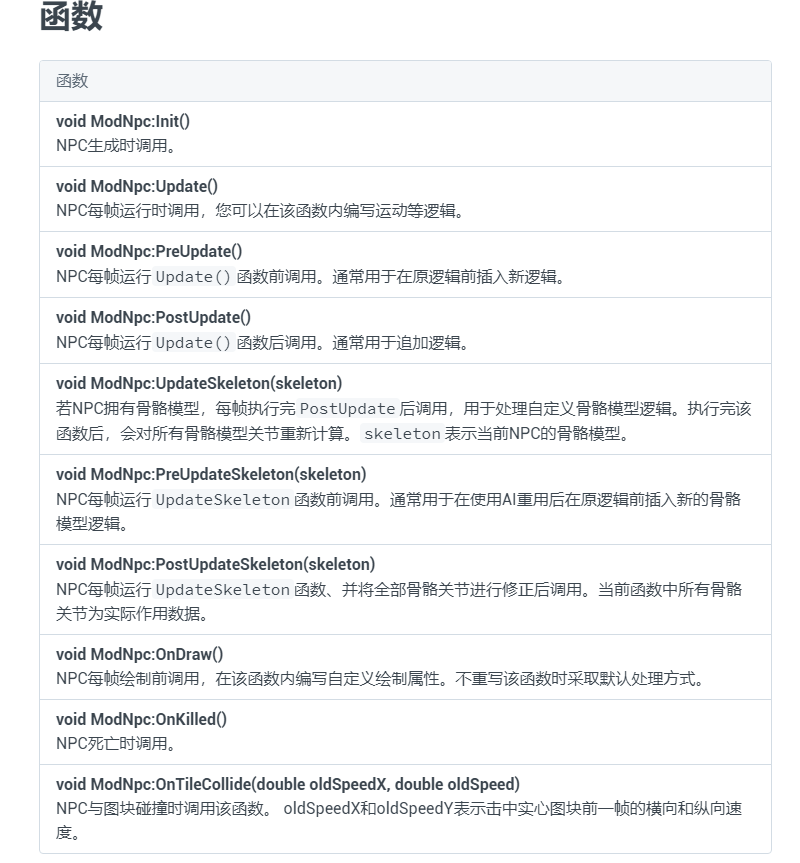 函数
函数
void ModNpc:Init()
NPC生成时调用。
void ModNpc:Update()
NPC每帧运行时调用，您可以在该函数内编写运动等逻辑。
void ModNpc:PreUpdate()
NPC每帧运行 Update() 函数前调用。通常用于在原逻辑前插入新逻辑。
void ModNpc:PostUpdate()
NPC每帧运行 Update() 函数后调用。通常用于追加逻辑。
void ModNpc:UpdateSkeleton(skeleton)
若NPC拥有骨骼模型，每帧执行完 PostUpdate 后调用，用于处理自定义骨骼模型逻辑。执行完该
函数后，会对所有骨骼模型关节重新计算。 skeleton 表示当前NPC的骨骼模型。
void ModNpc:PreUpdateSkeleton(skeleton)
NPC每帧运行 UpdateSkeleton 函数前调用。通常用于在使用AI重用后在原逻辑前插入新的骨骼
模型逻辑。
void ModNpc:PostUpdateSkeleton(skeleton)
NPC每帧运行 UpdateSkeleton 函数、并将全部骨骼关节进行修正后调用。当前函数中所有骨骼
关节为实际作用数据。
void ModNpc:OnDraw()
NPC每帧绘制前调用，在该函数内编写自定义绘制属性。不重写该函数时采取默认处理方式。
void ModNpc:OnKilled()
NPC死亡时调用。
void ModNpc:OnTileCollide(double oldSpeedX, double oldSpeed)
NPC与图块碰撞时调用该函数。 oldSpeedX和oldSpeedY表示击中实心图块前一帧的横向和纵向速
度。